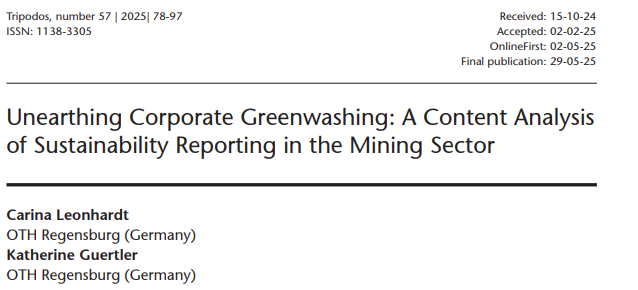 Tripodos, number 57 | 2025| 78-97
ISSN: 1138-3305
Received: 15-10-24
Accepted: 02-02-25
OnlineFirst: 02-05-25
Final publication: 29-05-25
Unearthing Corporate Greenwashing: A Content Analysis
of Sustainability Reporting in the Mining Sector
Carina Leonhardt
OTH Regensburg (Germany)
Katherine Guertler
OTH Regensburg (Germany)